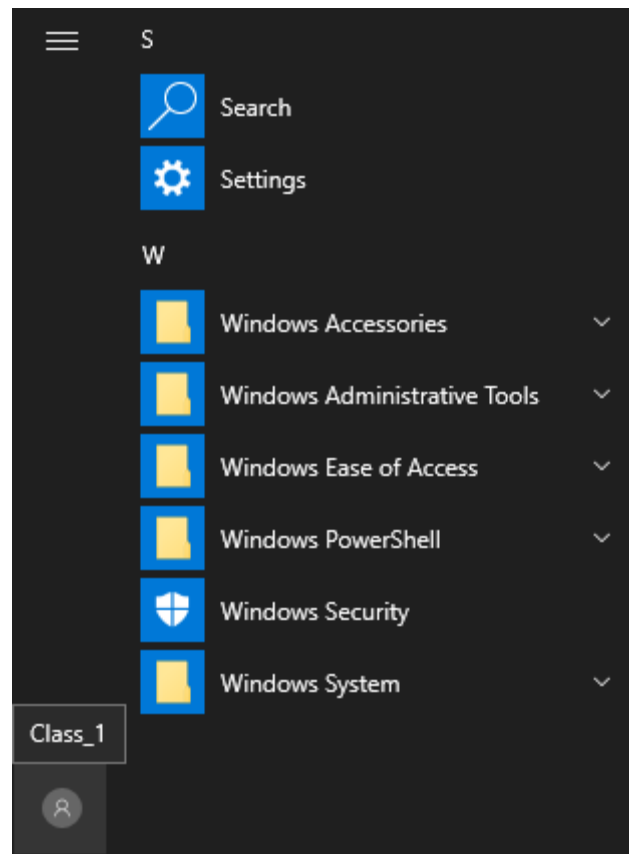 S
Search
Settings
W
Windows Accessories
Windows Administrative Tools
Windows Ease of Access
Windows PowerShell
Windows Security
Windows System
Class_1